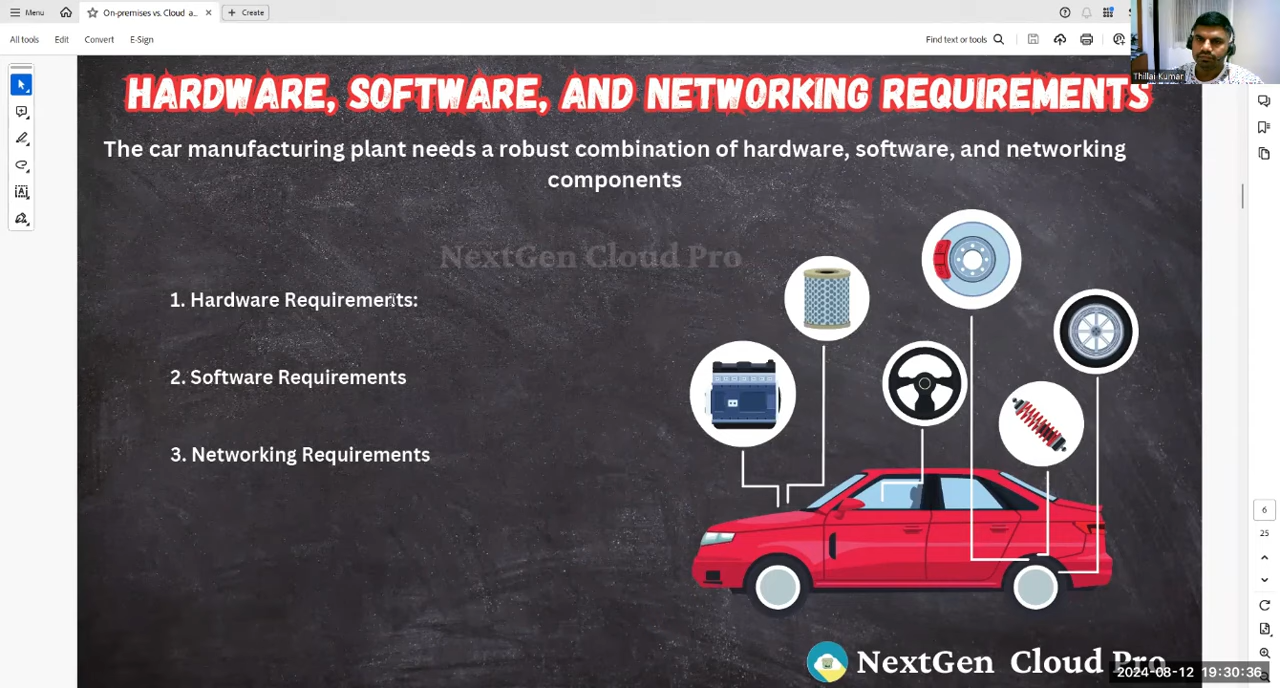 Menu
On-premises vs. Cloud a...
Create
All tools
Edit
Convert
E-Sign
Find text or tools
Thillai Kumar
HARDWARE, SOFTWARE, AND NETWORKING REQUIREMENTS
The car manufacturing plant needs a robust combination of hardware, software, and networking
components
NextGen Cloud Pro
1. Hardware Requirements:
2. Software Requirements
3. Networking Requirements
6
25
NextGen Cloud Pro
2024-08-12 19:30:36